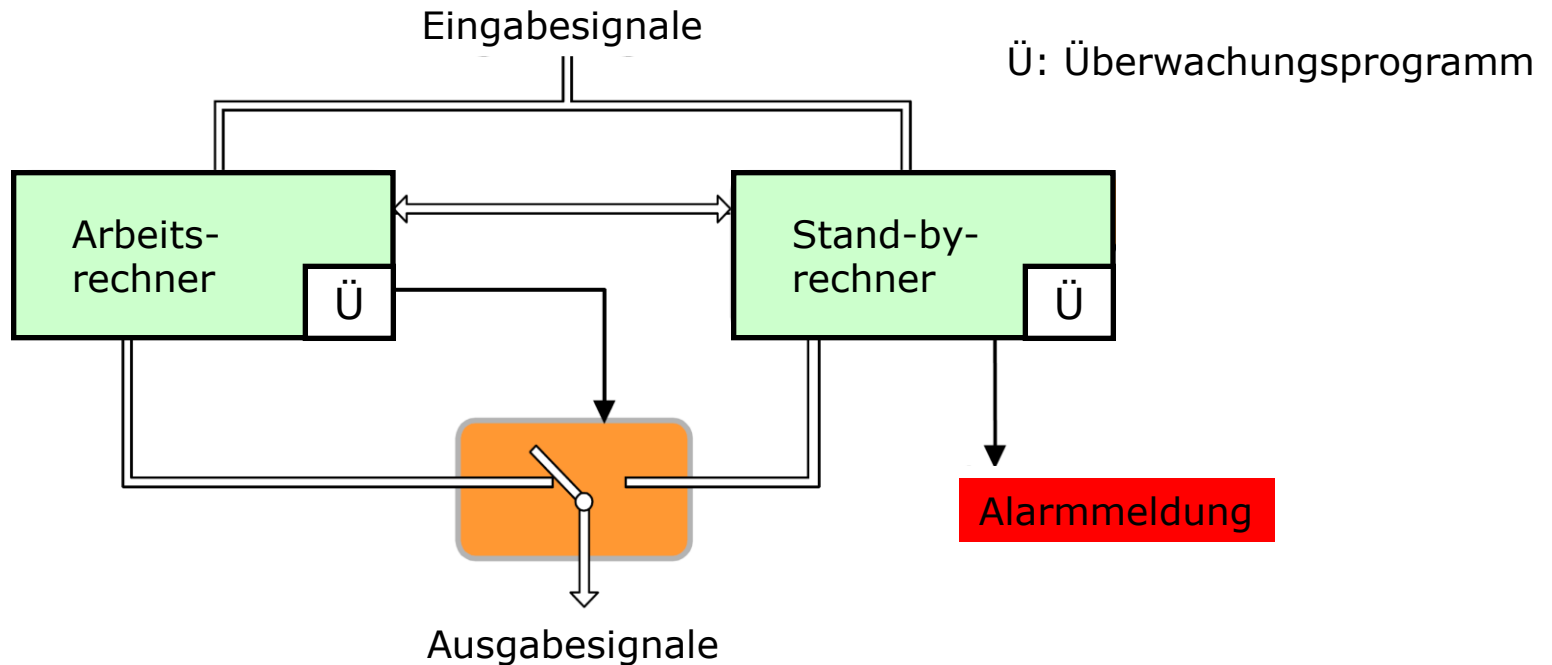 Eingabesignale
Ü: Überwachungsprogramm
Arbeits-
rechner
Ü
Stand-by-
rechner
Ü
Alarmmeldung
Ausgabesignale